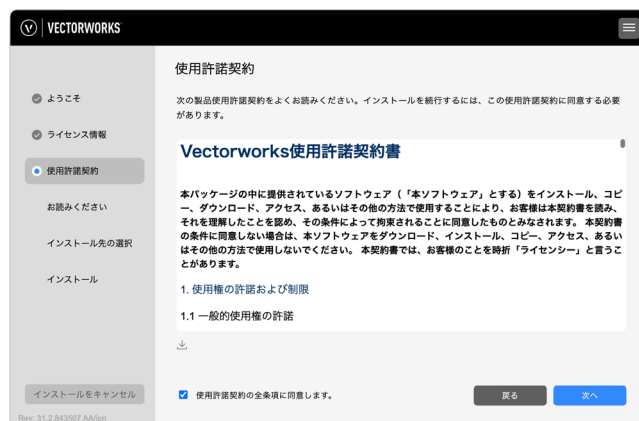 VECTORWORKS
ようこそ
ライセンス情報
使用許諾契約
お読みください
インストール先の選択
インストール
インストールをキャンセル
Rev: 31.2.843507 AA/jpn
使用許諾契約
次の製品使用許諾契約をよくお読みください。インストールを続行するには、この使用許諾契約に同意する必要
があります。
Vectorworks使用許諾契約書
本パッケージの中に提供されているソフトウェア（「本ソフトウェア」とする）をインストール、コピ
ー、ダウンロード、アクセス、あるいはその他の方法で使用することにより、お客様は本契約書を読み、
それを理解したことを認め、その条件によって拘束されることに同意したものとみなされます。 本契約書
の条件に同意しない場合は、本ソフトウェアをダウンロード、インストール、コピー、アクセス、あるい
はその他の方法で使用しないでください。 本契約書では、お客様のことを時折「ライセンシー」と言うこ
とがあります。
1. 使用権の許諾および制限
1.1 一般的使用権の許諾
使用許諾契約の全条項に同意します。
戻る
次へ